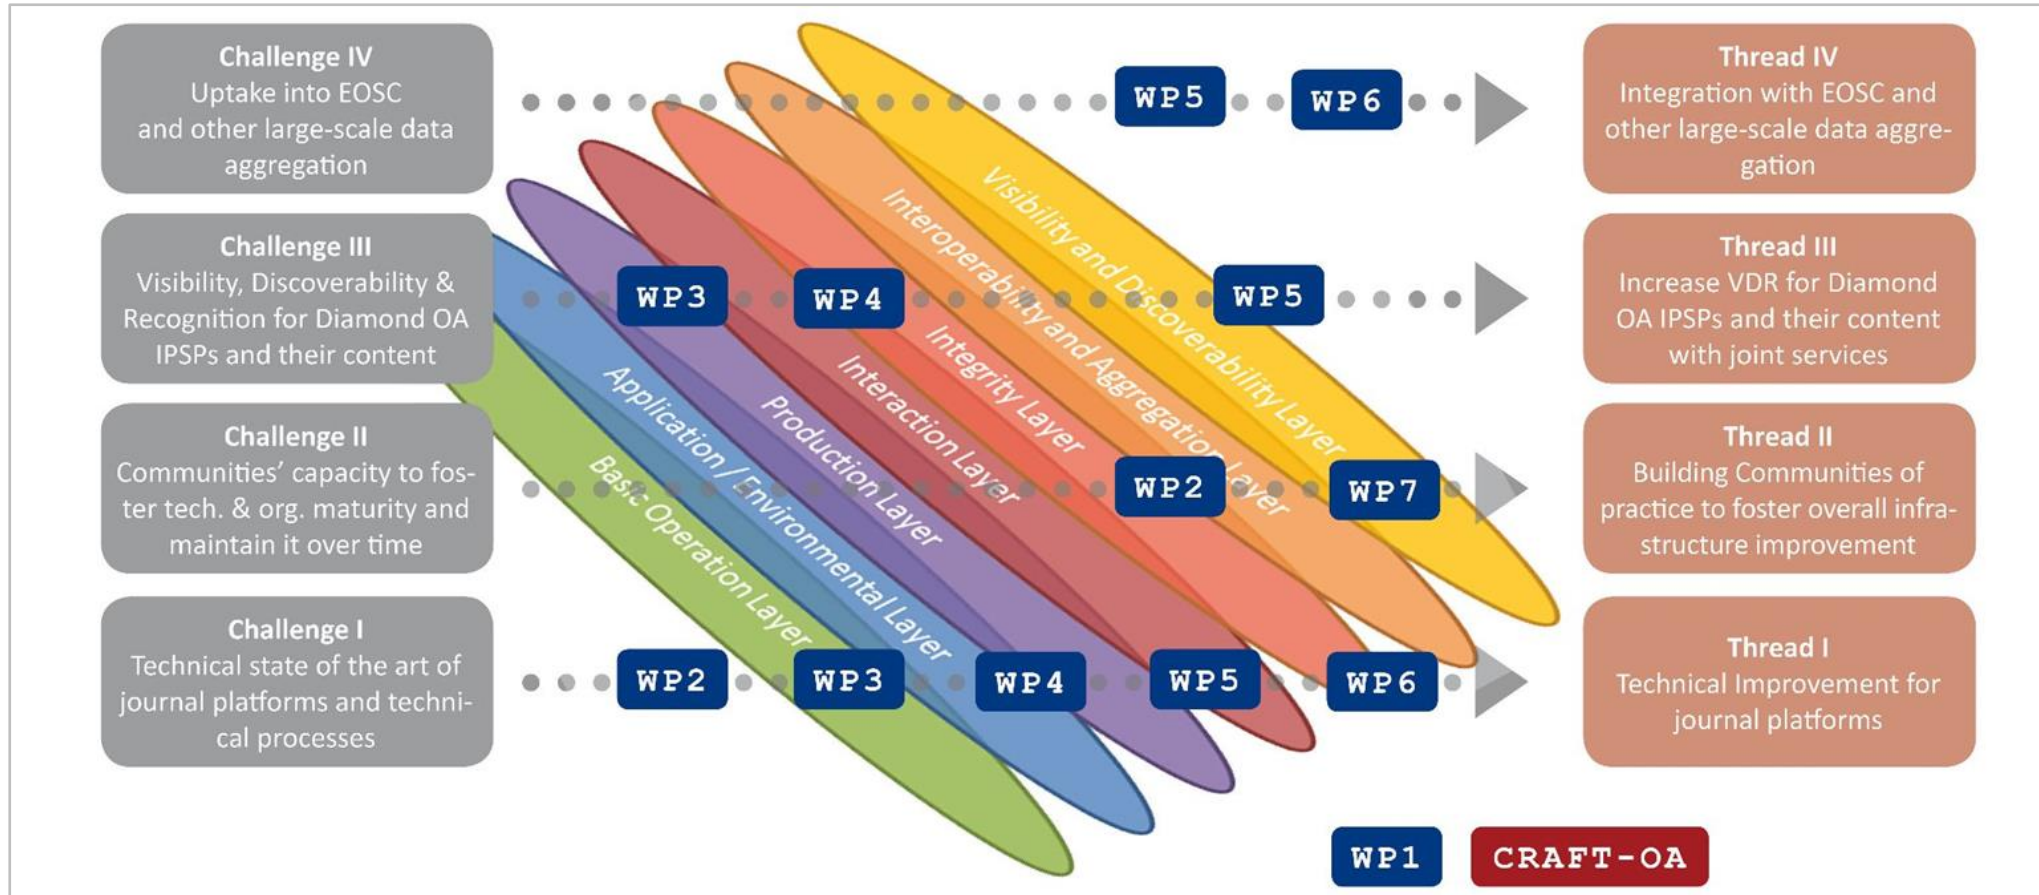 Challenge IV
Uptake into EOSC
and other large-scale data
aggregation
WP5
WP6
Thread IV
Integration with EOSC and
other large-scale data aggre-
gation
Challenge III
Visibility, Discoverability &
Recognition for Diamond OA
IPSPs and their content
WP3
WP4
WP5
Thread III
Increase VDR for Diamond
OA IPSPs and their content
with joint services
Challenge II
Communities’ capacity to fos-
ter tech. & org. maturity and
maintain it over time
WP2
WP7
Thread II
Building Communities of
practice to foster overall infra-
structure improvement
Challenge I
Technical state of the art of
journal platforms and techni-
cal processes
WP2
WP3
WP4
WP5
WP6
Thread I
Technical Improvement for
journal platforms
Basic Operation Layer
Application / Environmental Layer
Production Layer
Interaction Layer
Integrity Layer
Interoperability and Aggregation Layer
Visibility and Discoverability Layer
WP1
CRAFT-OA